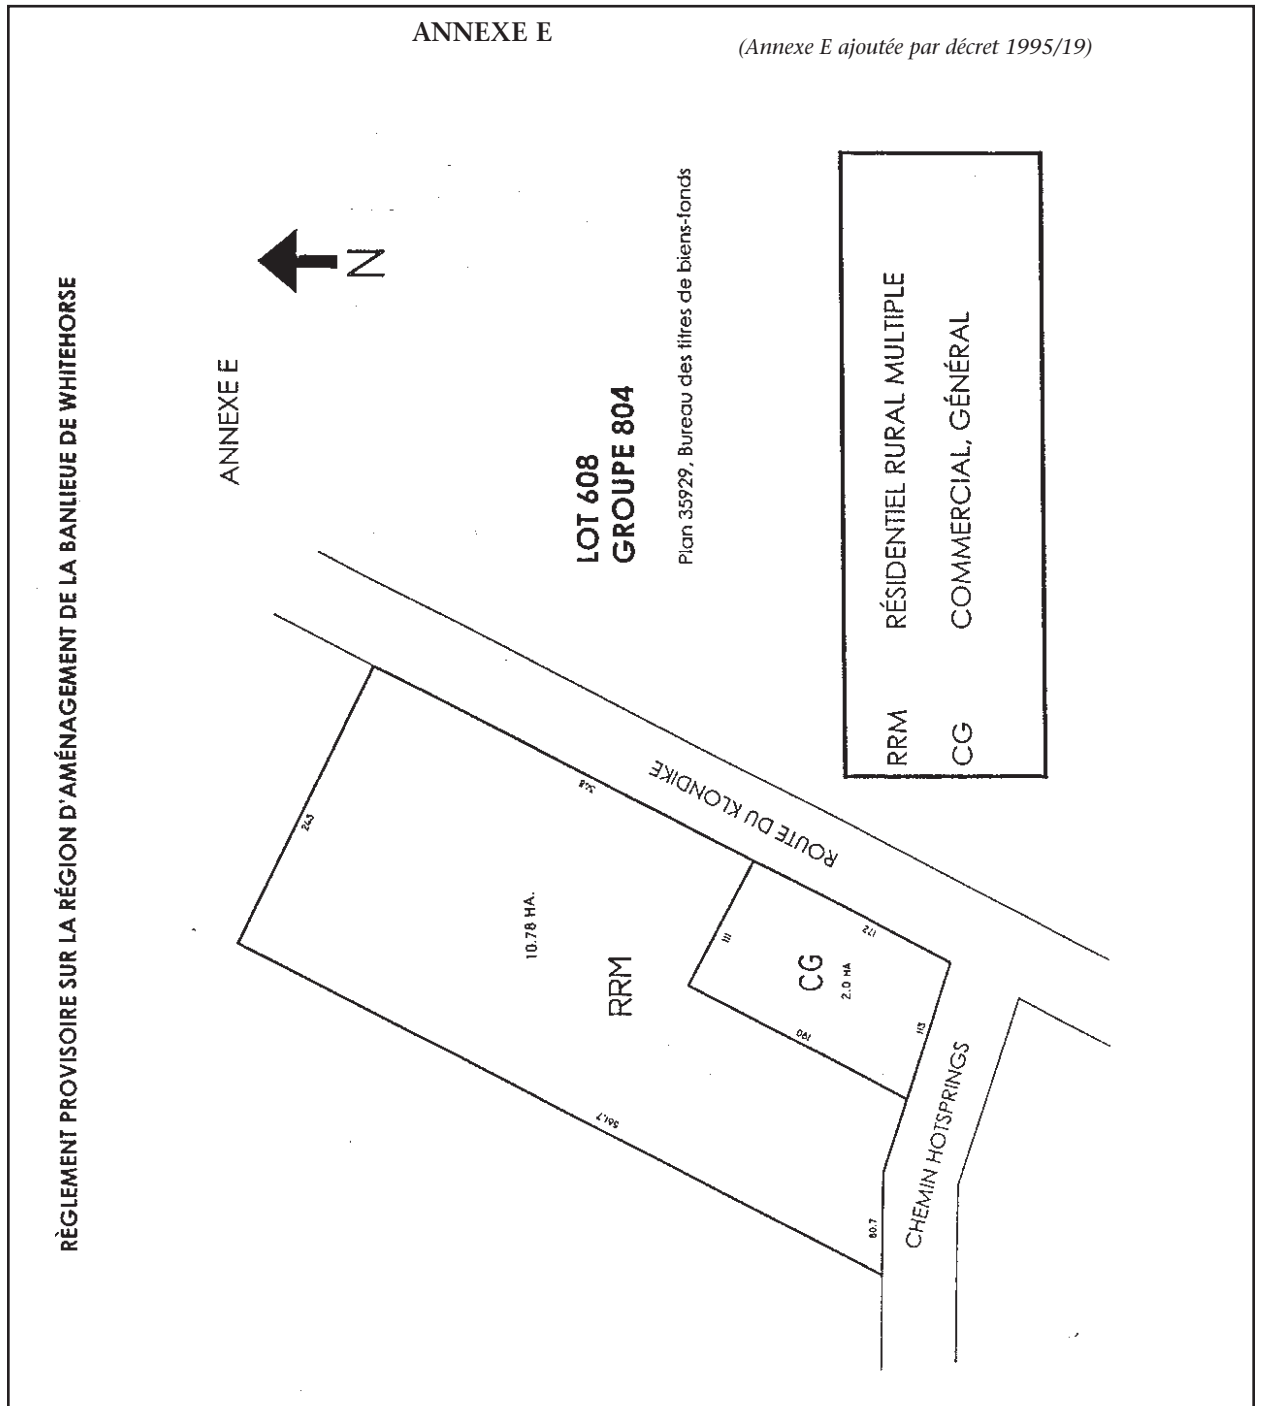 ANNEXE E
(Annexe E ajoutée par décret 1995/19)
RÈGLEMENT PROVISOIRE SUR LA RÉGION D'AMÉNAGEMENT DE LA BANLIEUE DE WHITEHORSE
ANNEXE E
N
LOT 608
GROUPE 804
Plan 35929, Bureau des titres de biens-fonds
RRM RÉSIDENTIEL RURAL MULTIPLE
CG COMMERCIAL, GÉNÉRAL
243
ROUTE DU KLONDIKE
10.78 HA.
RRM
111
172
CG
2.0 HA
190
113
561.7
80.7
CHEMIN HOTSPRINGS